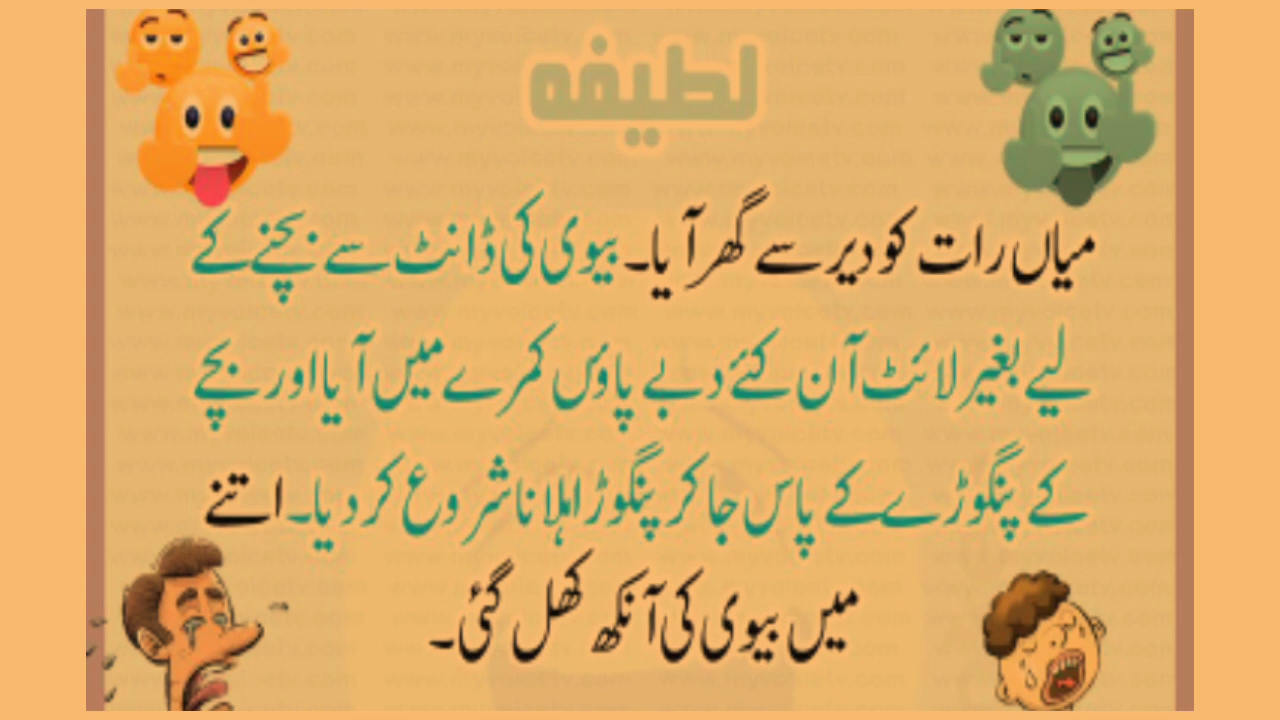 لطیفہ
میاں رات کو دیر سے گھر آیا۔ بیوی کی ڈانٹ سے بچنے کے
لیے بغیر لائٹ آن کئے دبے پاؤں کمرے میں آیا اور بچے
کے پنگوڑے کے پاس جا کر پنگوڑا ہلانا شروع کر دیا۔ اتنے
میں بیوی کی آنکھ کھل گئی۔